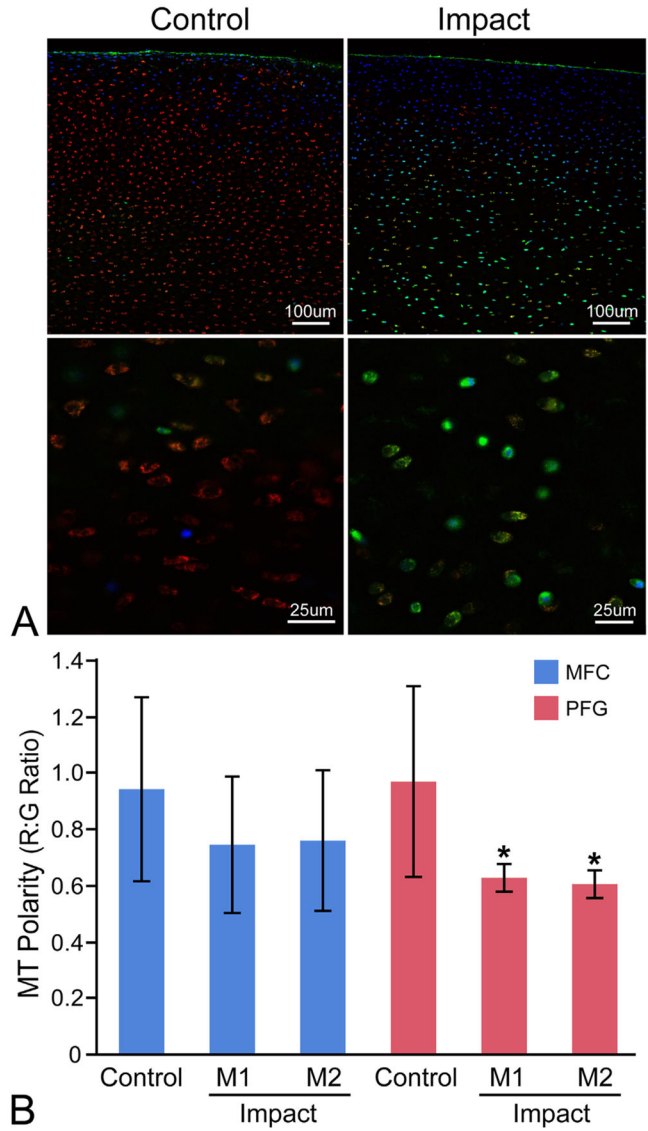 Control Impact
100um 100um
25um 25um
A
1.4
1.2
1.0
0.8
0.6
0.4
0.2
0
MT Polarity (R:G Ratio)
MFC
PFG
* *
Control M1 M2 Control M1 M2
Impact Impact
B